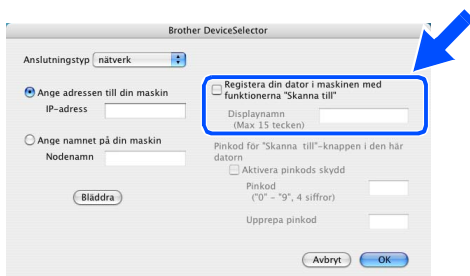 Brother DeviceSelector
Anslutningstyp
nätverk
Ange adressen till din maskin
IP-adress
Ange namnet på din maskin
Nodenamn
Bläddra
Registera din dator i maskinen med
funktionerna "Skanna till"
Displaynamn
(Max 15 tecken)
Pinkod för "Skanna till"-knappen i den här
datorn
Aktivera pinkods skydd
Pinkod
("0" - "9", 4 siffror)
Upprepa pinkod
Avbryt
OK